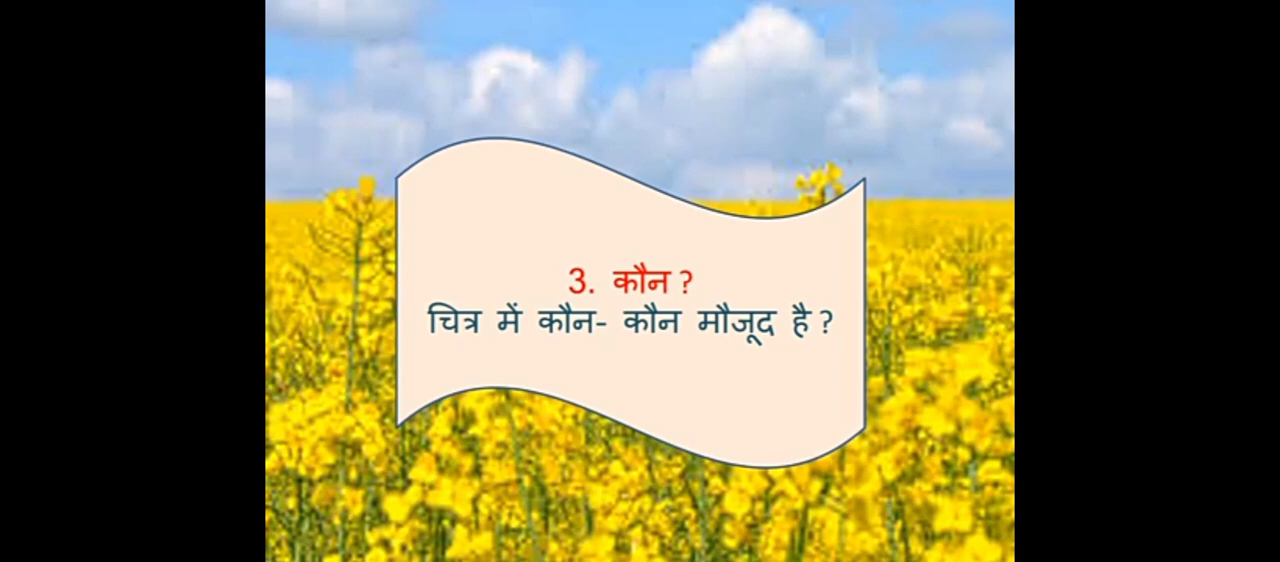 3. कौन ?
चित्र में कौन- कौन मौजूद है ?